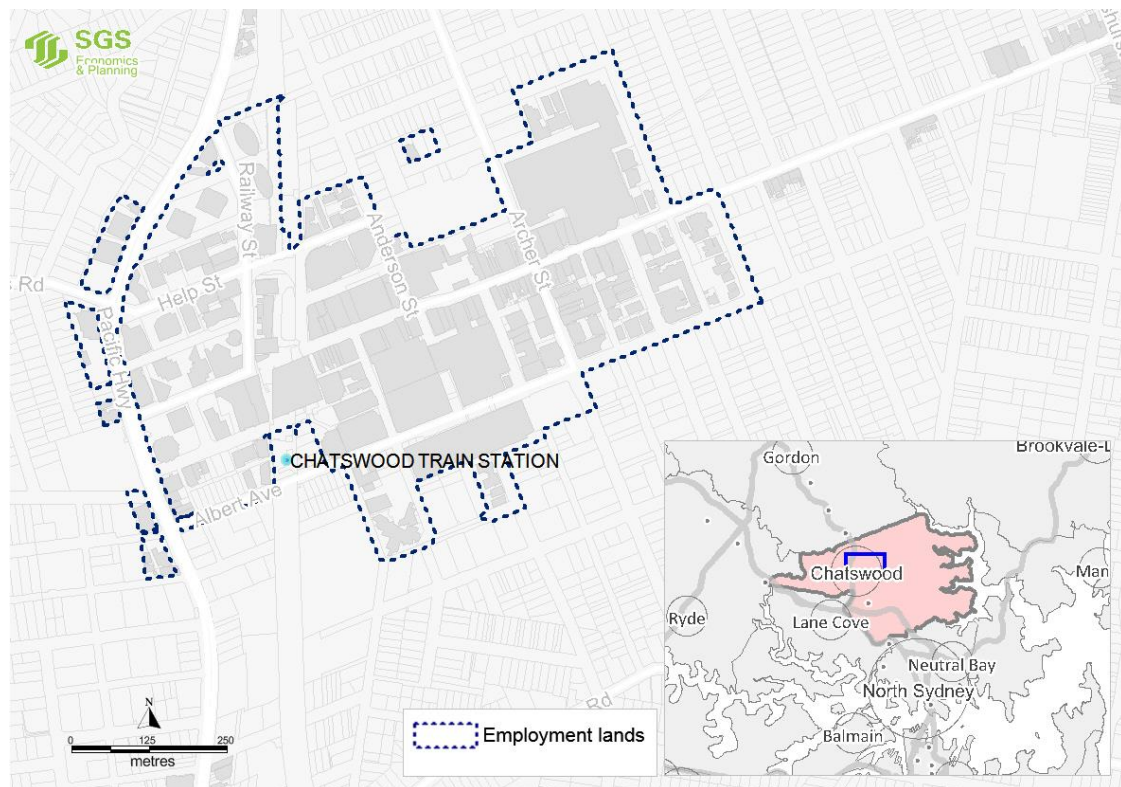 SGS
Economics
& Planning
Railway St
Anderson St
Archer St
Help St
s Rd
Pacific Hwy
CHATSWOOD TRAIN STATION
Albert Ave
Rd
N
0 125 250
metres
Employment lands
Brookvale-
Gordon
Chatswood
Man
Ryde
Lane Cove
Neutral Bay
North Sydney
Balmain